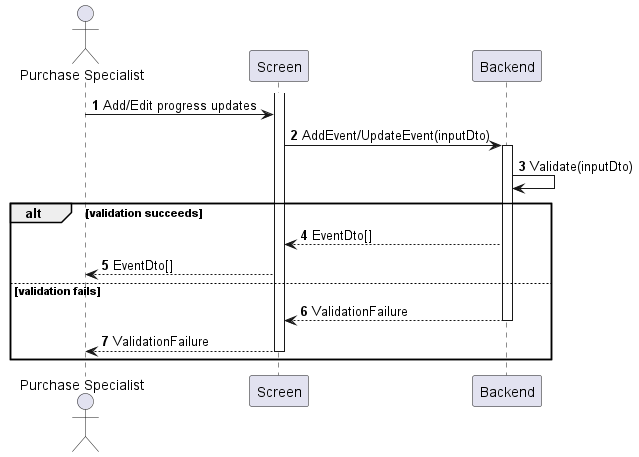 Purchase Specialist
Screen
Backend
1 Add/Edit progress updates
2 AddEvent/UpdateEvent(inputDto)
3 Validate(inputDto)
alt [validation succeeds]
4 EventDto[]
5 EventDto[]
[validation fails]
6 ValidationFailure
7 ValidationFailure
Purchase Specialist
Screen
Backend